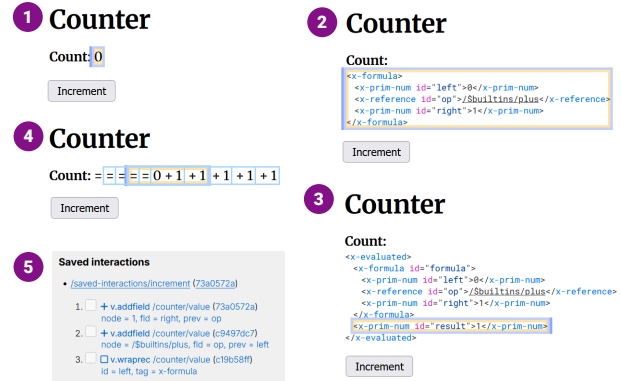 1 Counter
Count: 0
Increment
2 Counter
Count:
<x-formula>
<x-prim-num id="left">0</x-prim-num>
<x-reference id="op">/$builtins/plus</x-reference>
<x-prim-num id="right">1</x-prim-num>
</x-formula>
Increment
3 Counter
Count:
<x-evaluated>
<x-formula id="formula">
<x-prim-num id="left">0</x-prim-num>
<x-reference id="op">/$builtins/plus</x-reference>
<x-prim-num id="right">1</x-prim-num>
</x-formula>
<x-prim-num id="result">1</x-prim-num>
</x-evaluated>
Increment
4 Counter
Count: = = = = = 0 + 1 + 1 + 1 + 1 + 1
Increment
5 Saved interactions
• /saved-interactions/increment (73a0572a)
1. + v.addfield /counter/value (73a0572a)
node = 1, fid = right, prev = op
2. + v.addfield /counter/value (c9497dc7)
node = /$builtins/plus, fid = op, prev = left
3. v.wraprec /counter/value (c19b58ff)
id = left, tag = x-formula